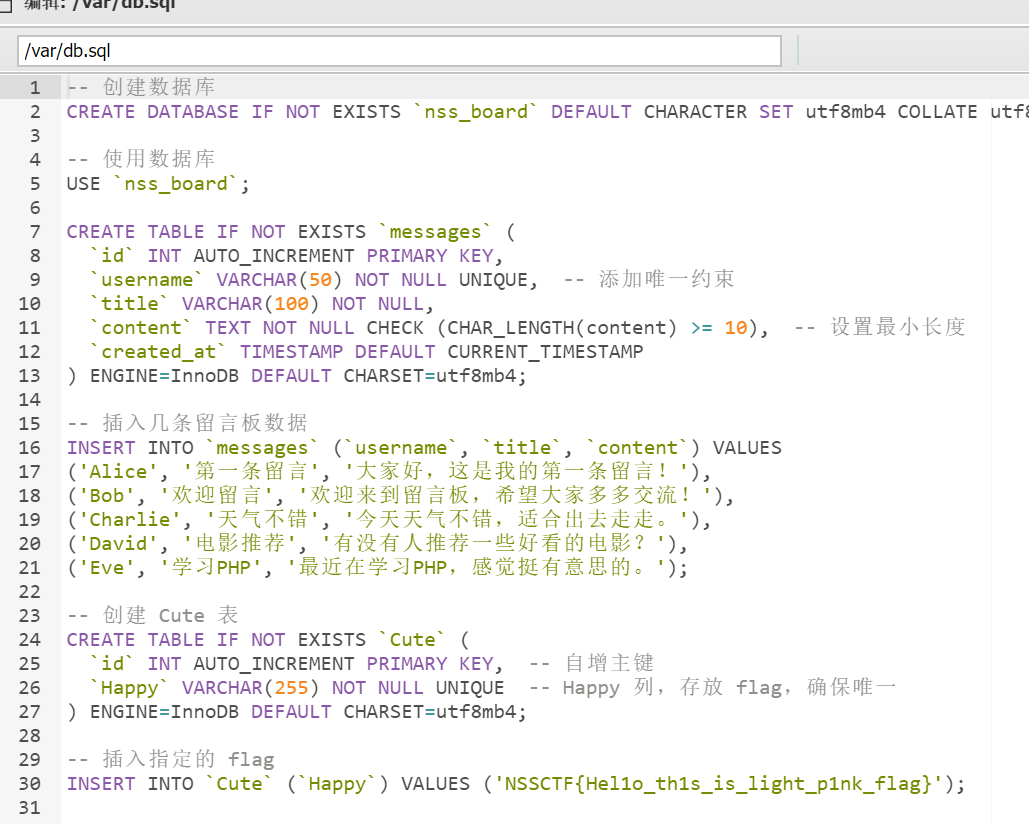 编辑: /var/db.sql
/var/db.sql
1 -- 创建数据库
2 CREATE DATABASE IF NOT EXISTS `nss_board` DEFAULT CHARACTER SET utf8mb4 COLLATE utf8
3
4 -- 使用数据库
5 USE `nss_board`;
6
7 CREATE TABLE IF NOT EXISTS `messages` (
8   `id` INT AUTO_INCREMENT PRIMARY KEY,
9   `username` VARCHAR(50) NOT NULL UNIQUE,  -- 添加唯一约束
10   `title` VARCHAR(100) NOT NULL,
11   `content` TEXT NOT NULL CHECK (CHAR_LENGTH(content) >= 10),  -- 设置最小长度
12   `created_at` TIMESTAMP DEFAULT CURRENT_TIMESTAMP
13 ) ENGINE=InnoDB DEFAULT CHARSET=utf8mb4;
14
15 -- 插入几条留言板数据
16 INSERT INTO `messages` (`username`, `title`, `content`) VALUES
17 ('Alice', '第一条留言', '大家好，这是我的第一条留言！'),
18 ('Bob', '欢迎留言', '欢迎来到留言板，希望大家多多交流！'),
19 ('Charlie', '天气不错', '今天天气不错，适合出去走走。'),
20 ('David', '电影推荐', '有没有人推荐一些好看的电影？'),
21 ('Eve', '学习PHP', '最近在学习PHP，感觉挺有意思的。');
22
23 -- 创建 Cute 表
24 CREATE TABLE IF NOT EXISTS `Cute` (
25   `id` INT AUTO_INCREMENT PRIMARY KEY,  -- 自增主键
26   `Happy` VARCHAR(255) NOT NULL UNIQUE  -- Happy 列，存放 flag，确保唯一
27 ) ENGINE=InnoDB DEFAULT CHARSET=utf8mb4;
28
29 -- 插入指定的 flag
30 INSERT INTO `Cute` (`Happy`) VALUES ('NSSCTF{Hel1o_th1s_is_light_p1nk_flag}');
31